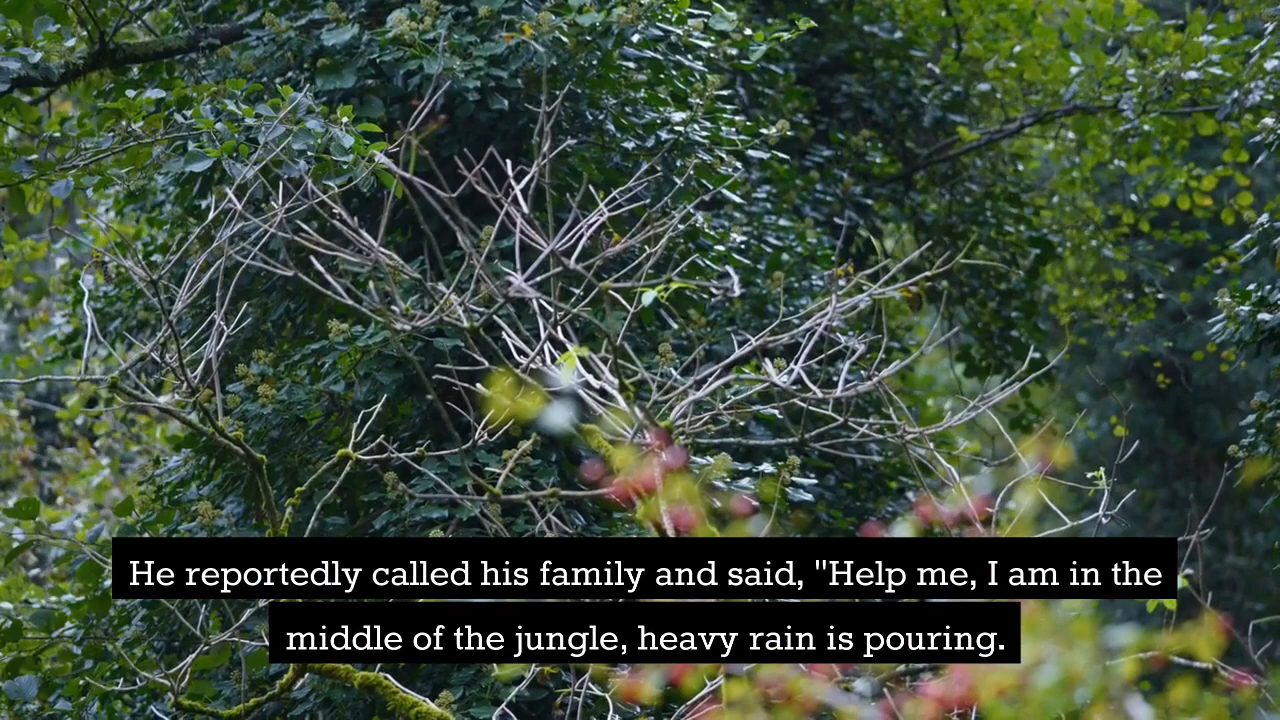 He reportedly called his family and said, "Help me, I am in the
middle of the jungle, heavy rain is pouring.